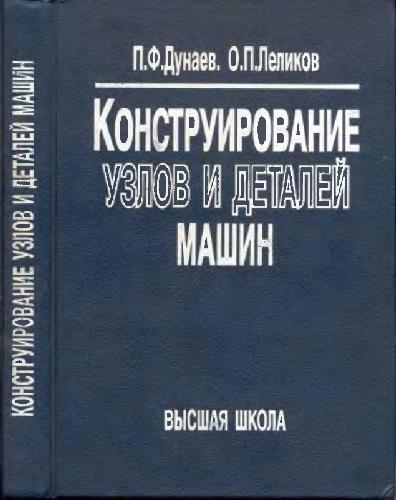 П.Ф.Дунаев. О.П.Леликов
КОНСТРУИРОВАНИЕ
УЗЛОВ И ДЕТАЛЕЙ
МАШИН
ВЫСШАЯ ШКОЛА
КОНСТРУИРОВАНИЕ УЗЛОВ И ДЕТАЛЕЙ МАШИН